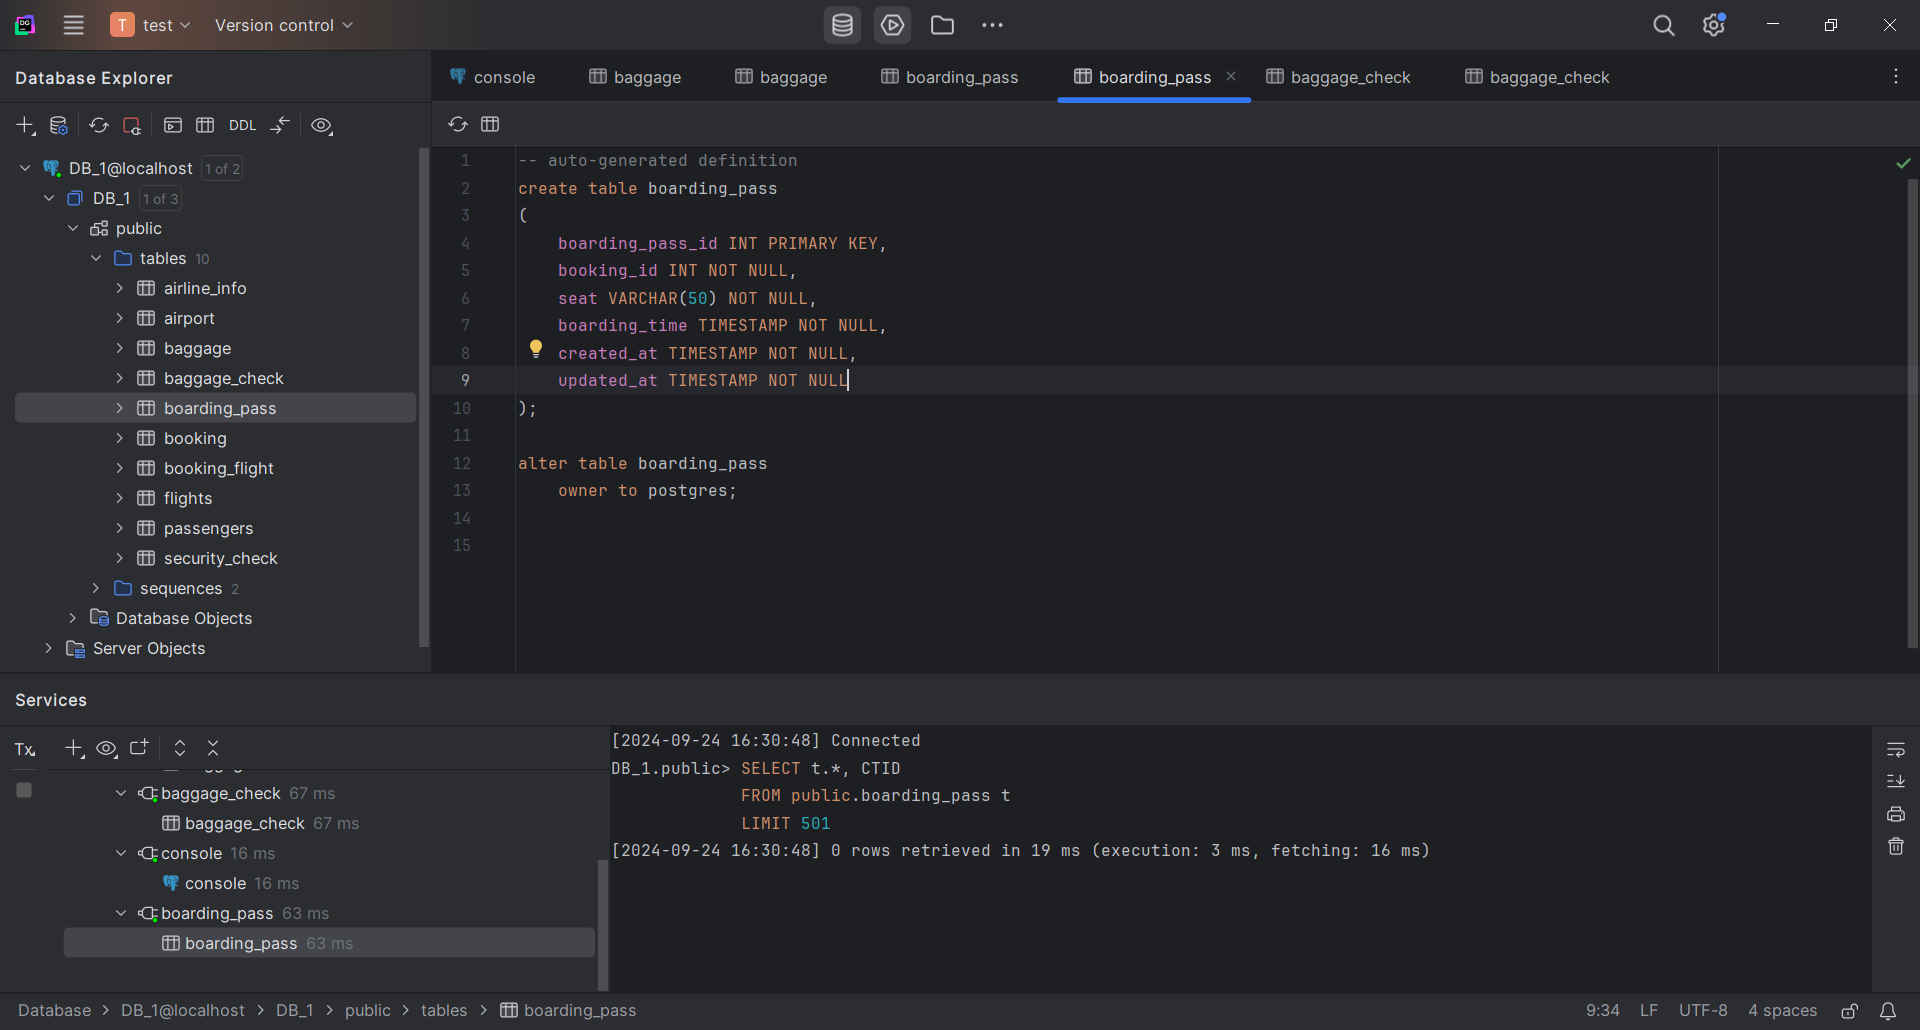 T test Version control
Database Explorer
console baggage baggage boarding_pass boarding_pass baggage_check baggage_check
DDL
DB_1@localhost 1 of 2
DB_1 1 of 3
public
tables 10
airline_info
airport
baggage
baggage_check
boarding_pass
booking
booking_flight
flights
passengers
security_check
sequences 2
Database Objects
Server Objects
1 -- auto-generated definition
2 create table boarding_pass
3 (
4 boarding_pass_id INT PRIMARY KEY,
5 booking_id INT NOT NULL,
6 seat VARCHAR(50) NOT NULL,
7 boarding_time TIMESTAMP NOT NULL,
8 created_at TIMESTAMP NOT NULL,
9 updated_at TIMESTAMP NOT NULL
10 );
11
12 alter table boarding_pass
13 owner to postgres;
14
15
Services
Tx
baggage_check 67 ms
baggage_check 67 ms
console 16 ms
console 16 ms
boarding_pass 63 ms
boarding_pass 63 ms
[2024-09-24 16:30:48] Connected
DB_1.public> SELECT t.*, CTID
FROM public.boarding_pass t
LIMIT 501
[2024-09-24 16:30:48] 0 rows retrieved in 19 ms (execution: 3 ms, fetching: 16 ms)
Database > DB_1@localhost > DB_1 > public > tables > boarding_pass
9:34 LF UTF-8 4 spaces